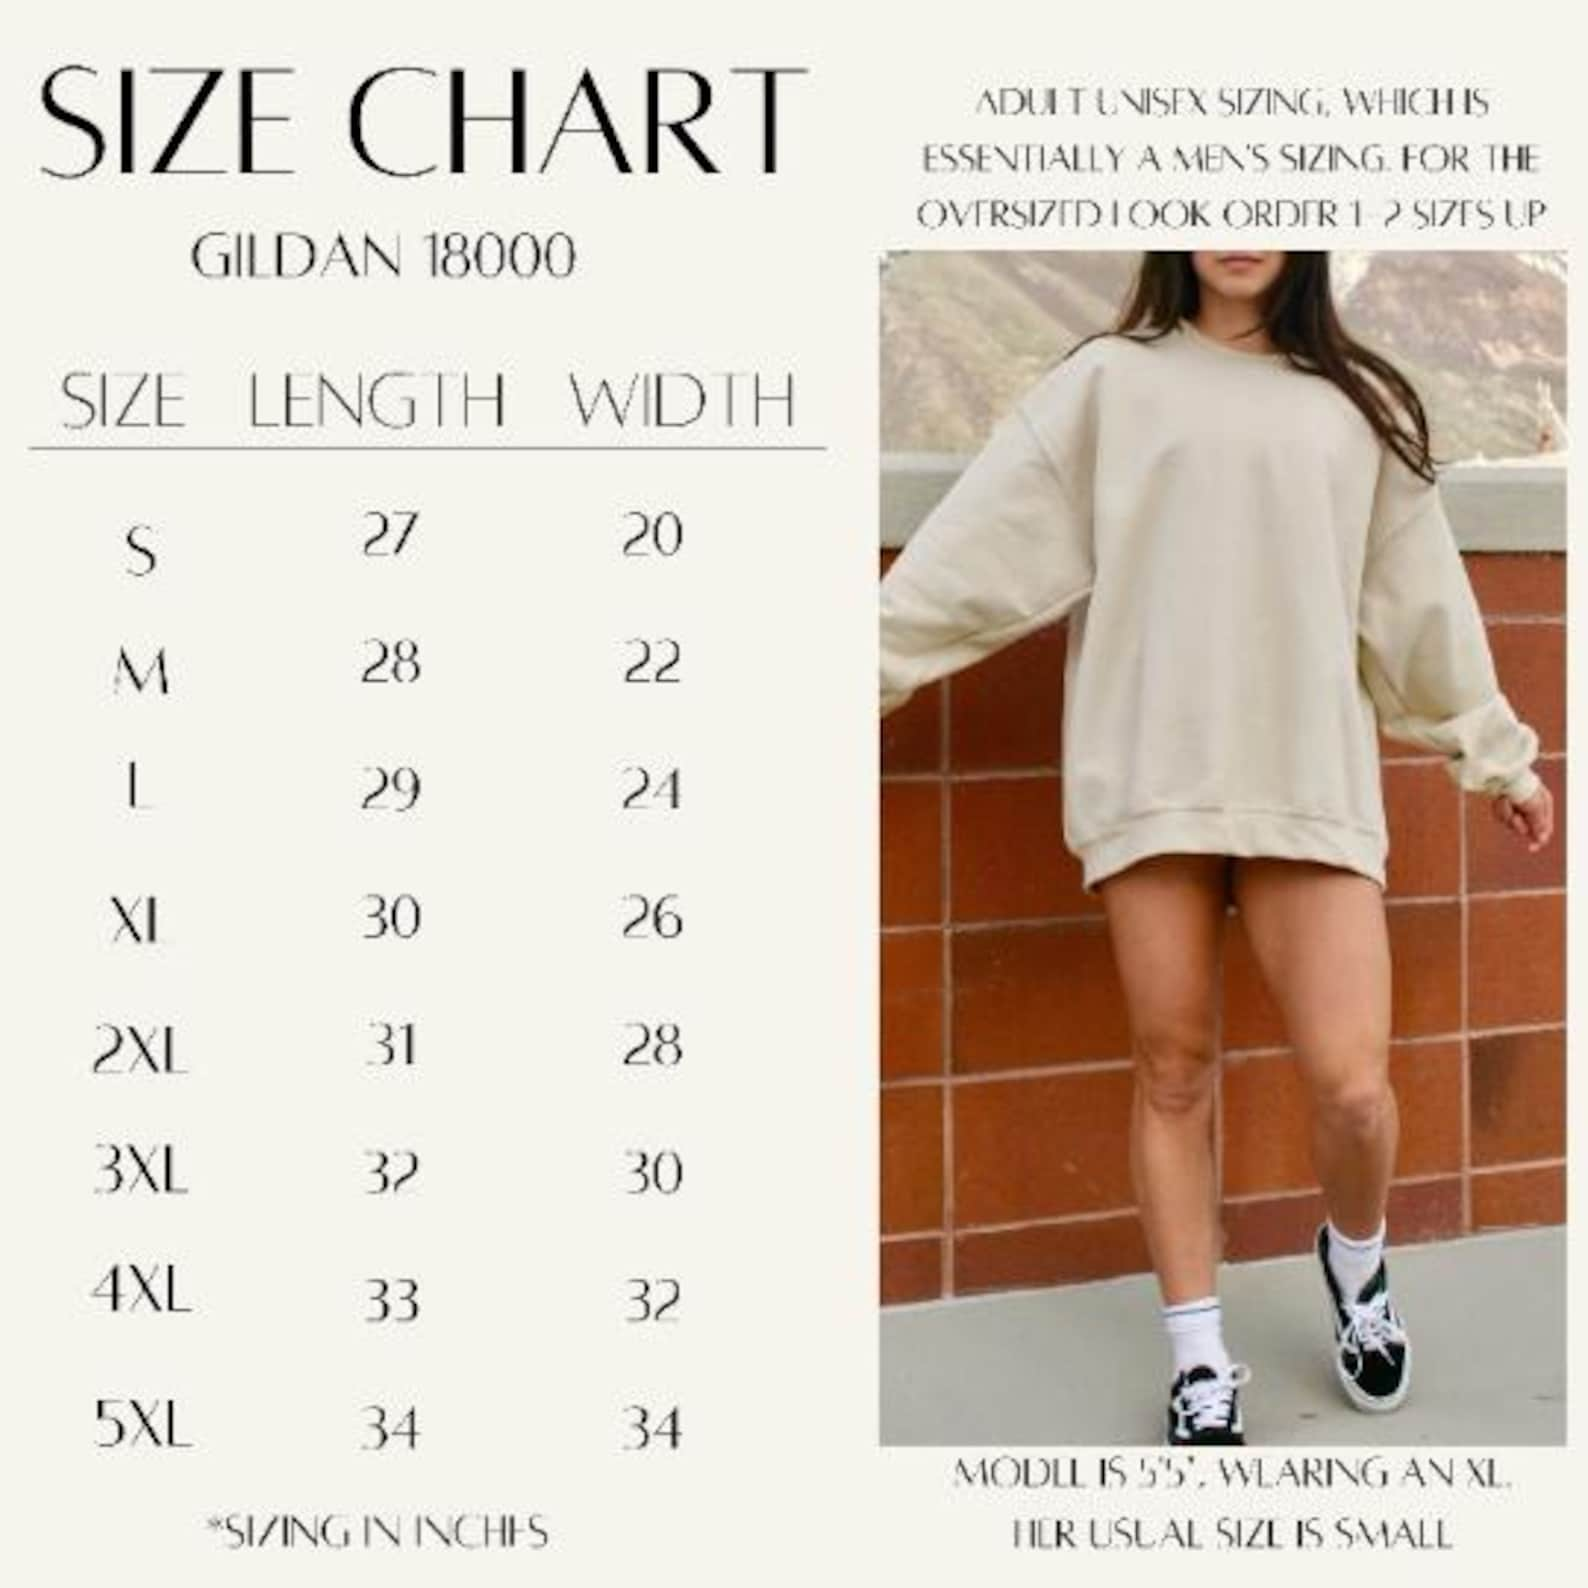 SIZE CHART
GILDAN 18000
SIZE LENGTH WIDTH
S 27 20
M 28 22
L 29 24
XL 30 26
2XL 31 28
3XL 32 30
4XL 33 32
5XL 34 34
*SIZING IN INCHES
ADULT UNISEX SIZING, WHICH IS
ESSENTIALLY A MEN'S SIZING. FOR THE
OVERSIZED LOOK ORDER 1-2 SIZES UP
MODEL IS 5'5", WEARING AN XL.
HER USUAL SIZE IS SMALL